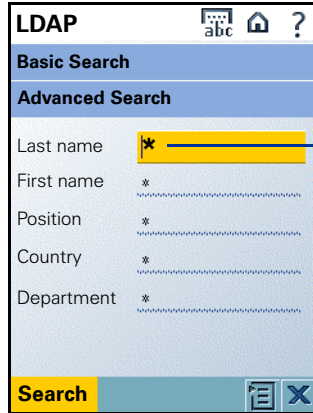 LDAP abc ?
Basic Search
Advanced Search
Last name *
First name *
Position *
Country *
Department *
Search